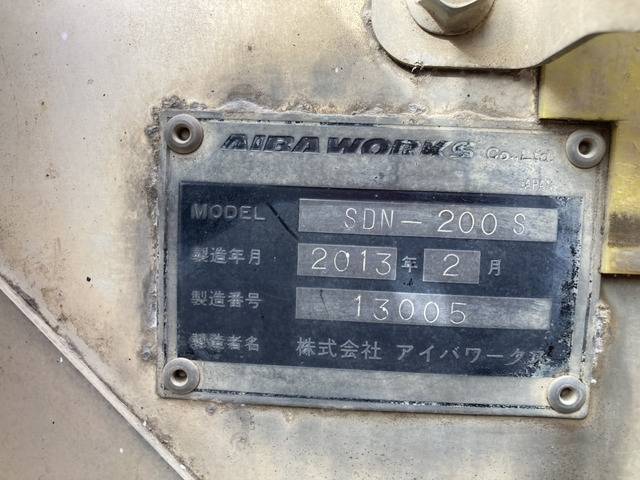 AIBA WORKS Co., Ltd.
JAPAN
MODEL SDN-200S
製造年月 2013年2月
製造番号 13005
製造者名 株式会社 アイバワークス